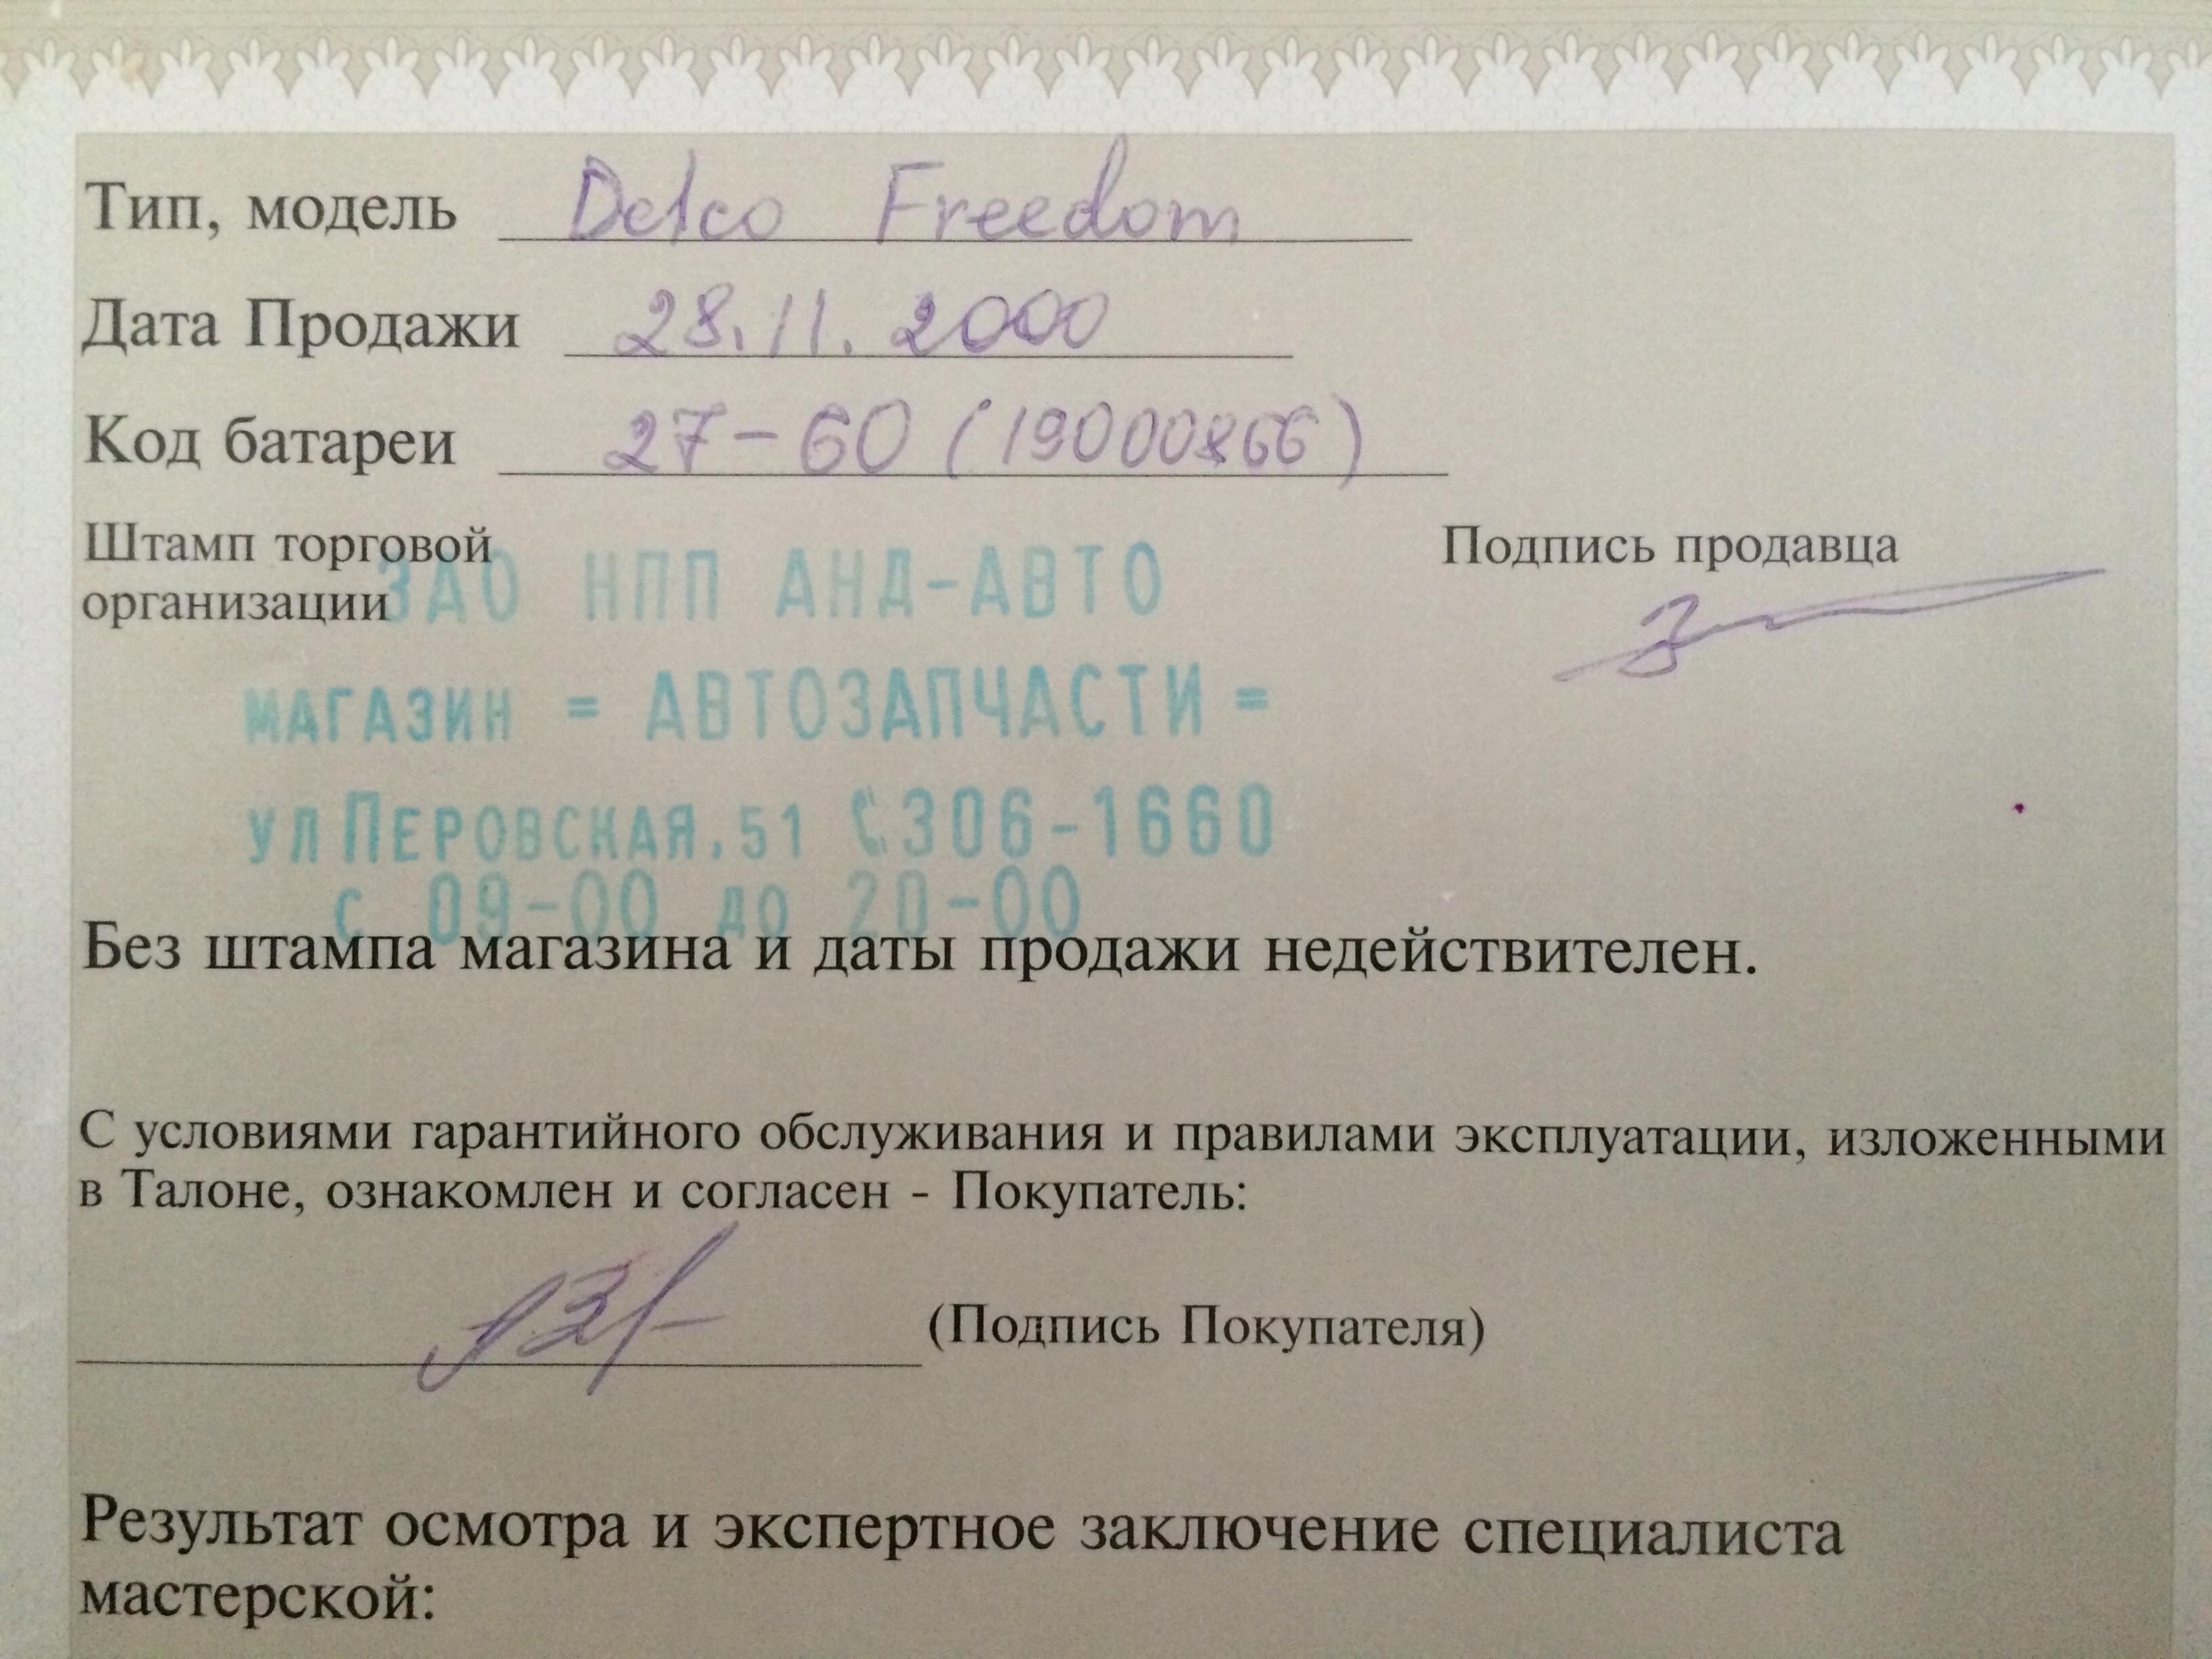 Тип, модель Delco Freedom
Дата Продажи 28.11.2000
Код батареи 27-60 (19000866)
Штамп торговой
организации
Подпись продавца
ЗАО НПП АНД-АВТО
МАГАЗИН = АВТОЗАПЧАСТИ =
УЛ ПЕРОВСКАЯ, 51 306-1660
С 09-00 ДО 20-00
Без штампа магазина и даты продажи недействителен.
С условиями гарантийного обслуживания и правилами эксплуатации, изложенными
в Талоне, ознакомлен и согласен - Покупатель:
(Подпись Покупателя)
Результат осмотра и экспертное заключение специалиста
мастерской: